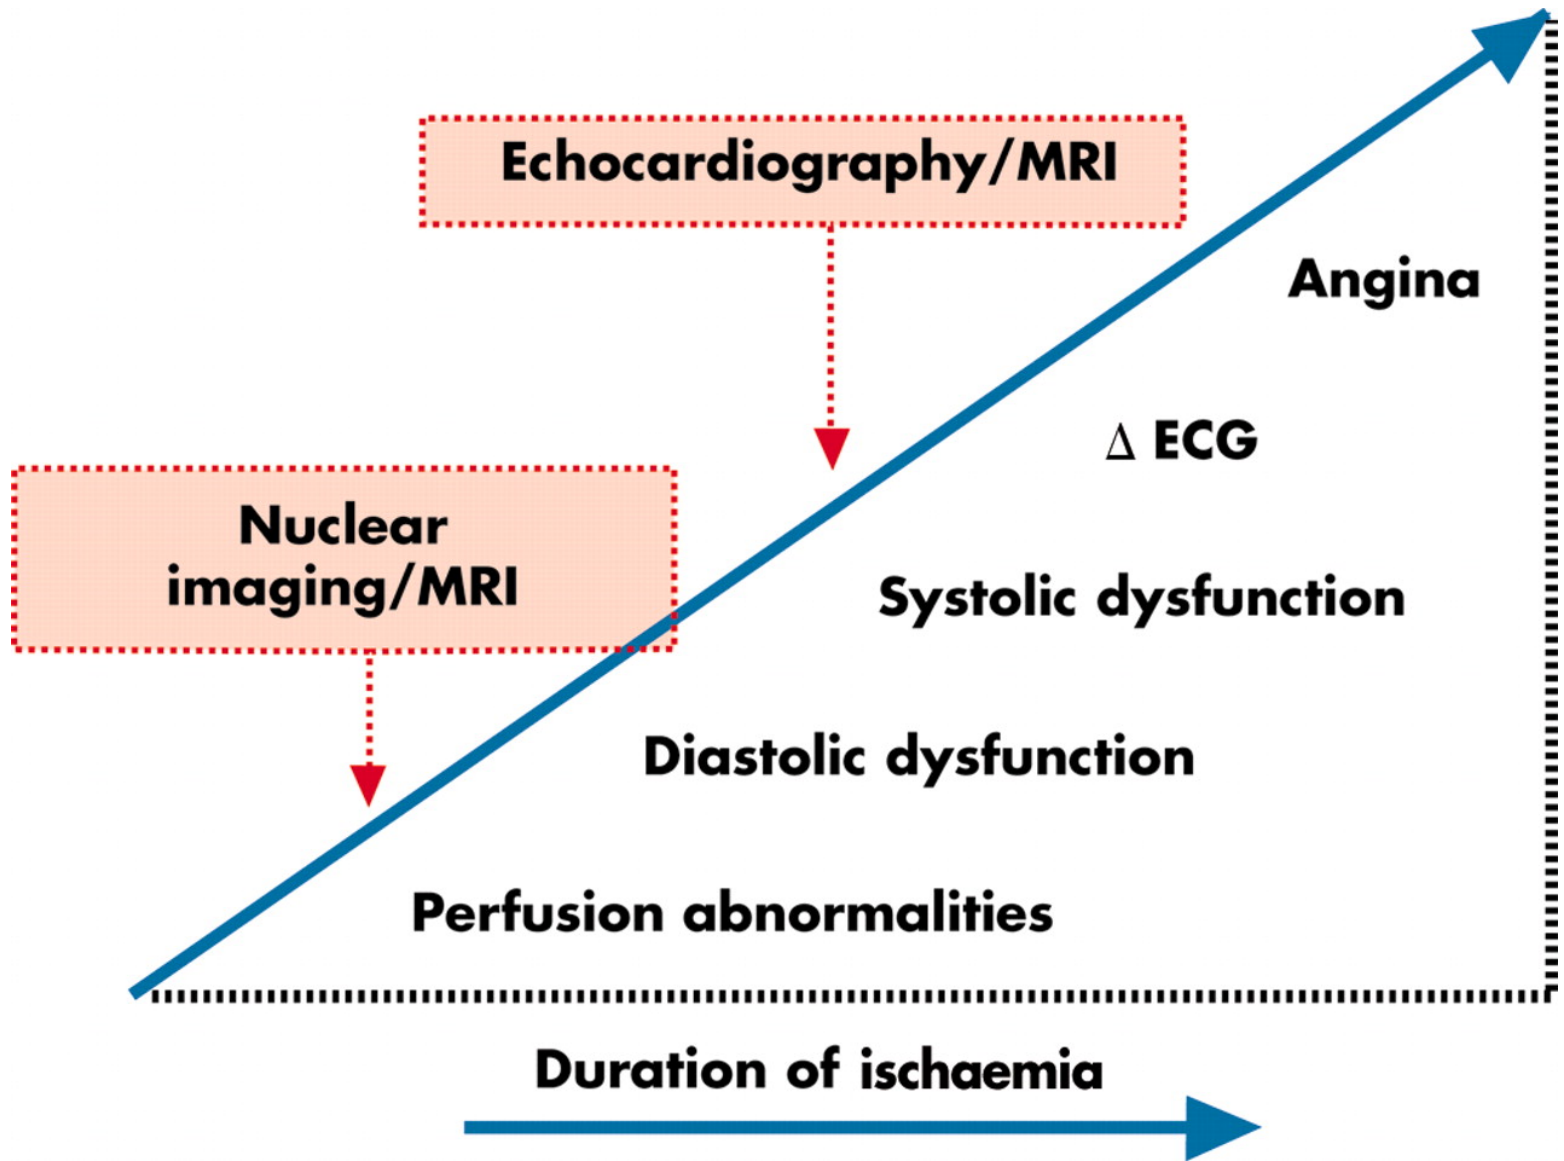 Echocardiography/MRI
Angina
Δ ECG
Nuclear
imaging/MRI
Systolic dysfunction
Diastolic dysfunction
Perfusion abnormalities
Duration of ischaemia